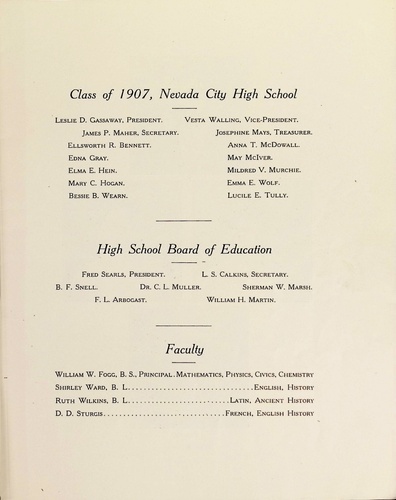 Class of 1907, Nevada City High School
Leslie D. Gassaway, President. Vesta Walling, Vice-President.
James P. Maher, Secretary. Josephine Mays, Treasurer.
Ellsworth R. Bennett. Anna T. McDowall.
Edna Gray. May McIver.
Elma E. Hein. Mildred V. Murchie.
Mary C. Hogan. Emma E. Wolf.
Bessie B. Wearn. Lucile E. Tully.
High School Board of Education
Fred Searls, President. L. S. Calkins, Secretary.
B. F. Snell. Dr. C. L. Muller. Sherman W. Marsh.
F. L. Arbogast. William H. Martin.
Faculty
William W. Fogg, B. S., Principal. Mathematics, Physics, Civics, Chemistry
Shirley Ward, B. L. English, History
Ruth Wilkins, B. L. Latin, Ancient History
D. D. Sturgis. French, English History